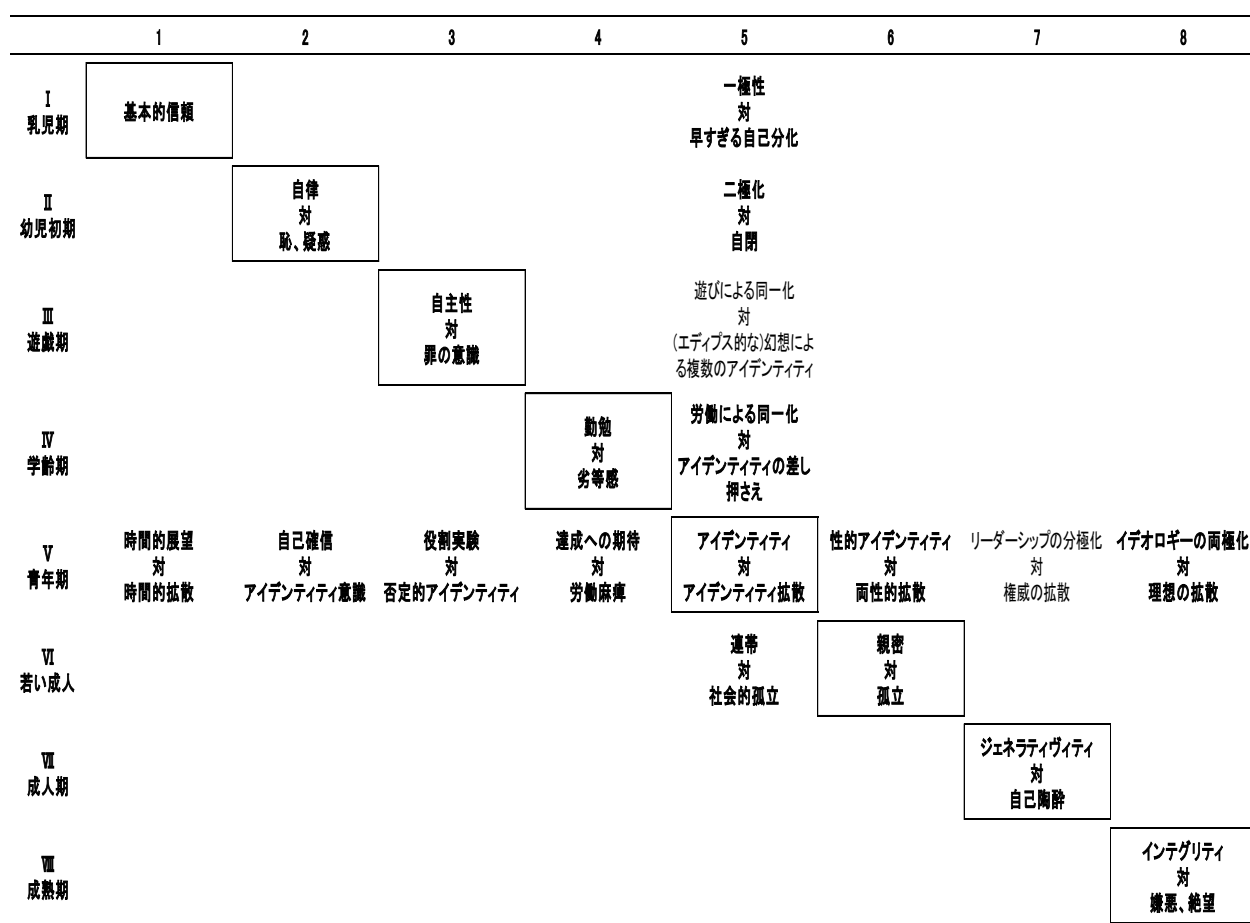 1 2 3 4 5 6 7 8
Ⅰ
乳児期
基本的信頼
一極性
対
早すぎる自己分化
Ⅱ
幼児初期
自律
対
恥、疑惑
二極化
対
自閉
Ⅲ
遊戯期
自主性
対
罪の意識
遊びによる同一化
対
(エディプス的な)幻想によ
る複数のアイデンティティ
Ⅳ
学齢期
勤勉
対
劣等感
労働による同一化
対
アイデンティティの差し
押さえ
Ⅴ
青年期
時間的展望
対
時間的拡散
自己確信
対
アイデンティティ意識
役割実験
対
否定的アイデンティティ
達成への期待
対
労働麻痺
アイデンティティ
対
アイデンティティ拡散
性的アイデンティティ
対
両性的拡散
リーダーシップの分極化
対
権威の拡散
イデオロギーの両極化
対
理想の拡散
Ⅵ
若い成人
連帯
対
社会的孤立
親密
対
孤立
Ⅶ
成人期
ジェネラティヴィティ
対
自己陶酔
Ⅷ
成熟期
インテグリティ
対
嫌悪、絶望